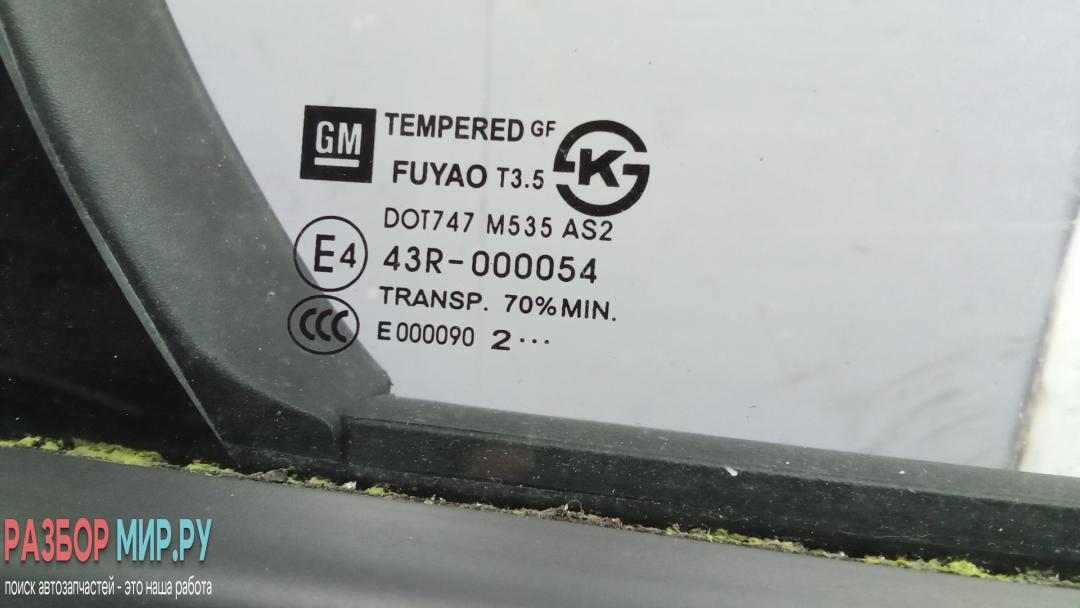 GM TEMPERED GF
FUYAO T3.5 K
DOT747 M535 AS2
E4 43R-000054
TRANSP. 70%MIN.
CCC E000090 2...
РАЗБОР МИР.РУ
поиск автозапчастей - это наша работа